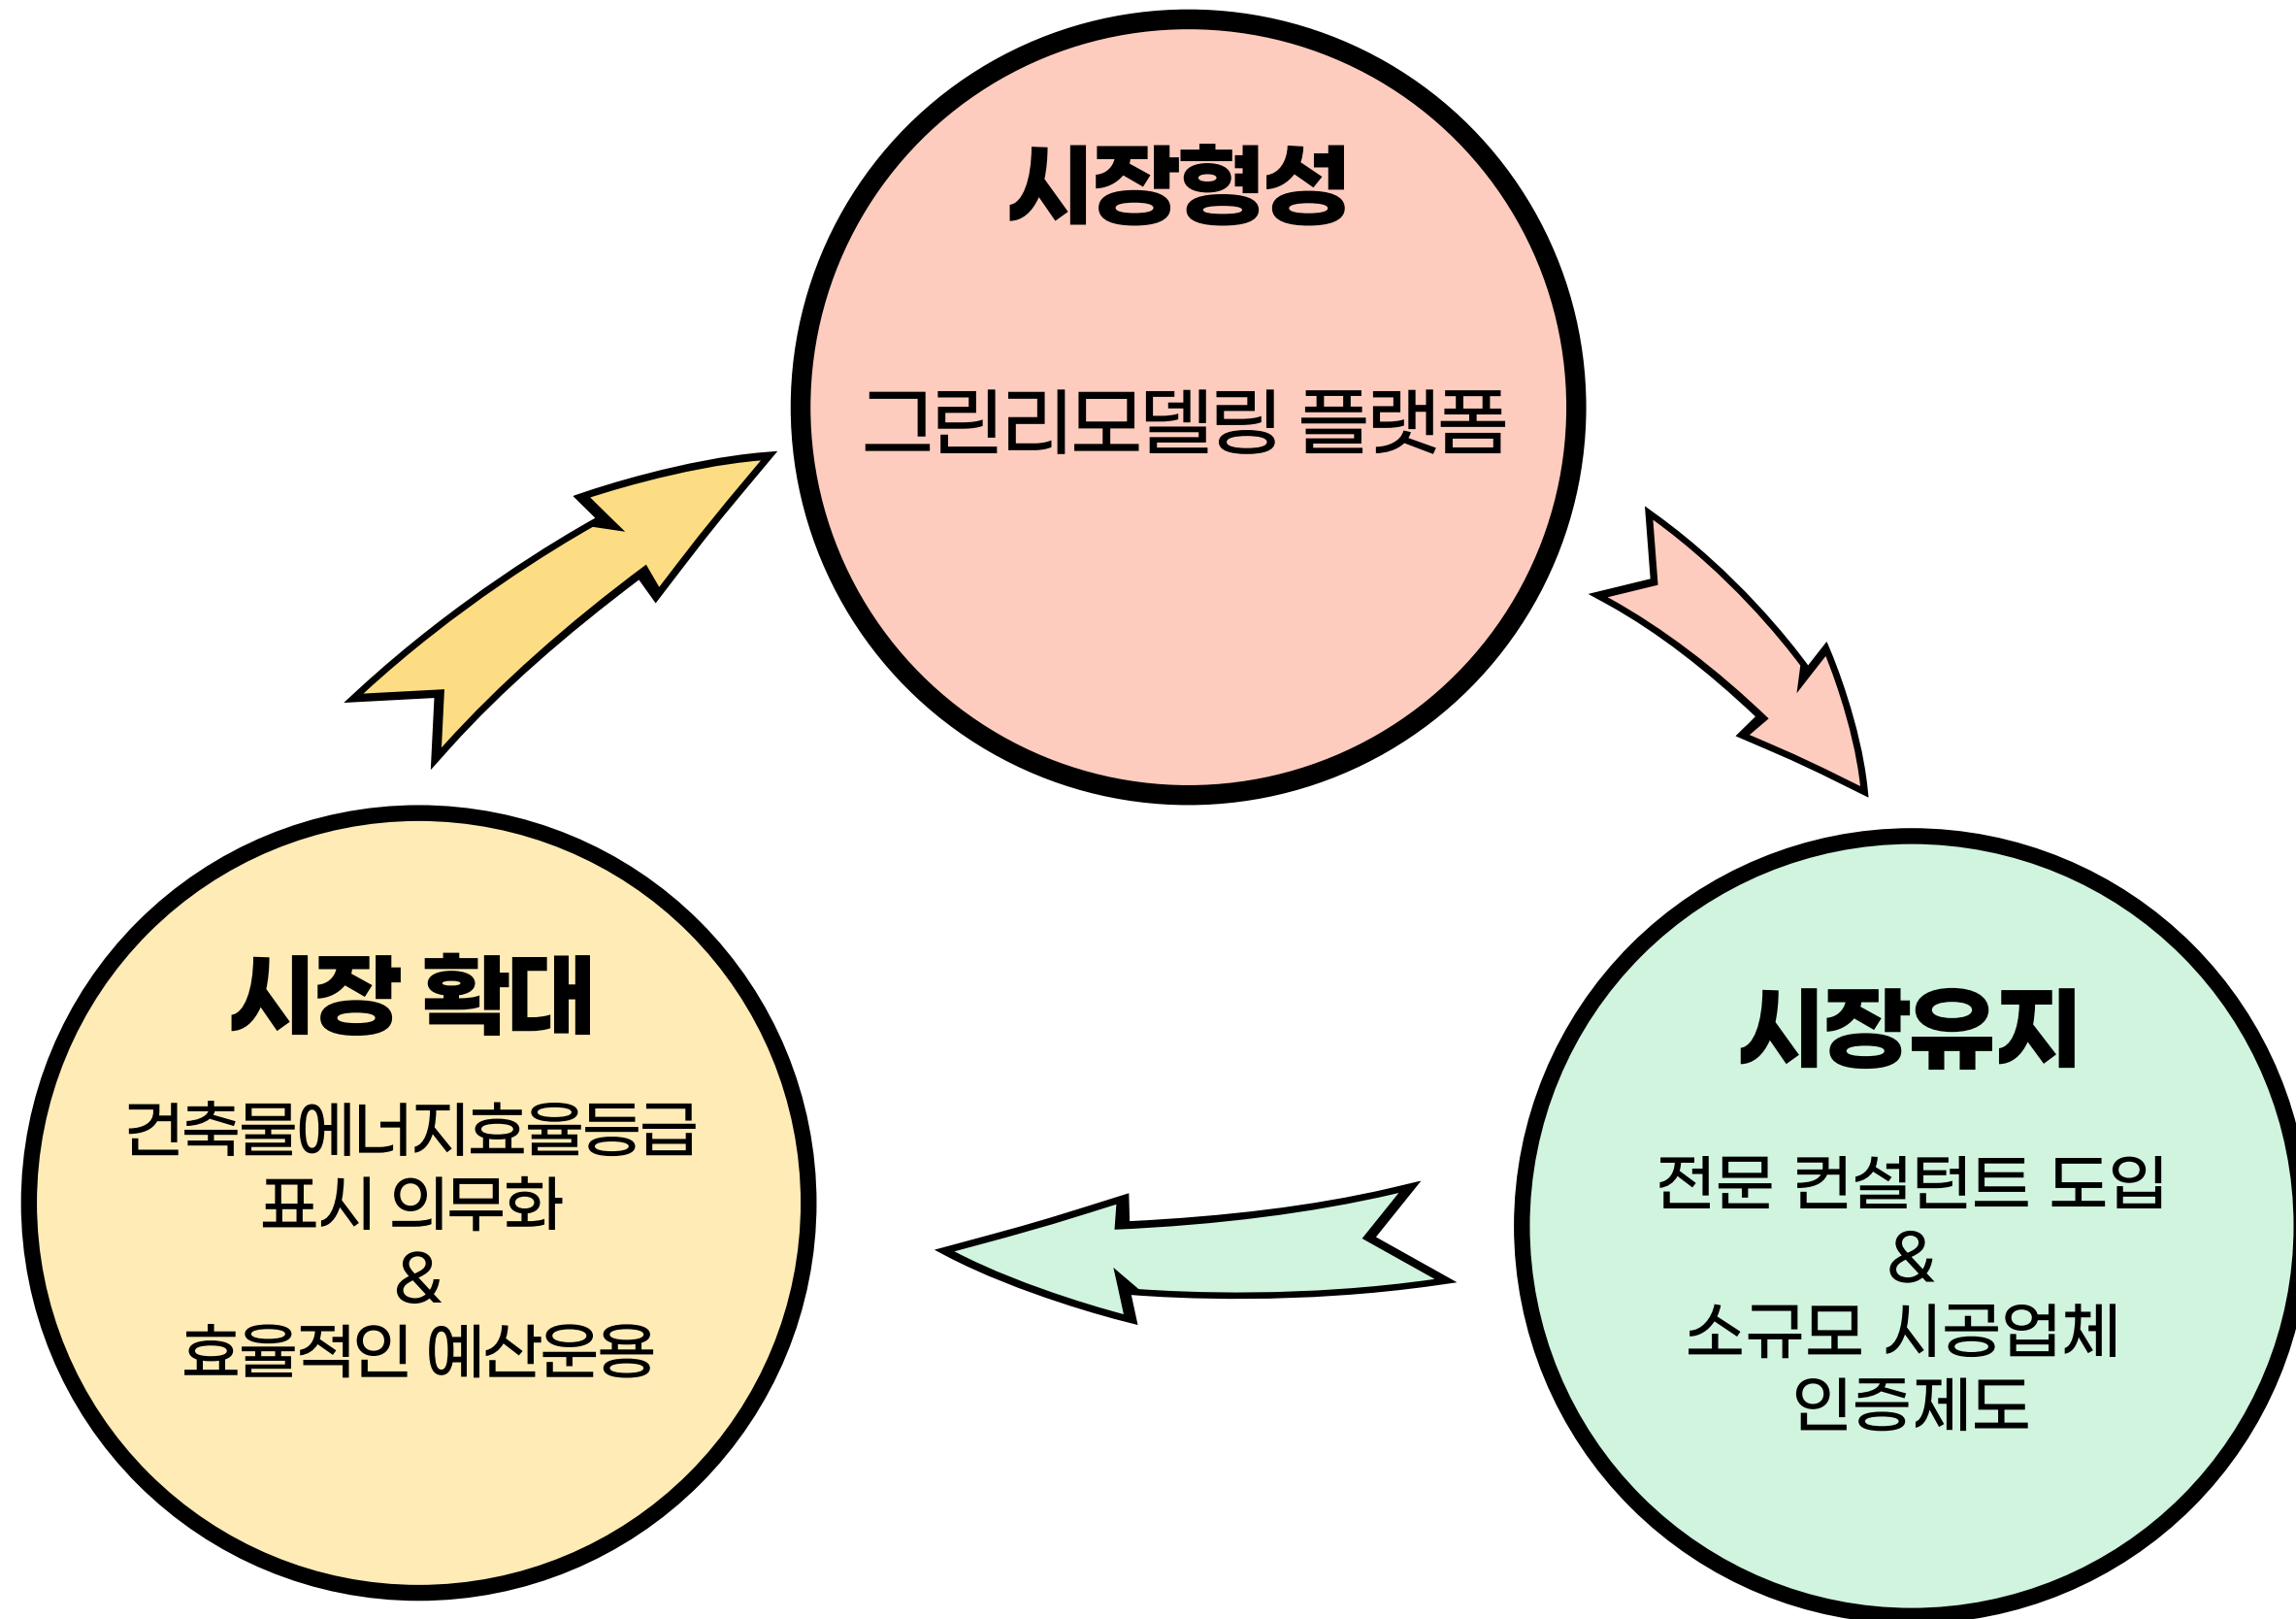 시장형성
그린리모델링 플랫폼
시장 확대
건축물에너지효율등급
표시 의무화
&
효율적인 예산운용
시장유지
전문 컨설턴트 도입
&
소규모 시공업체
인증제도